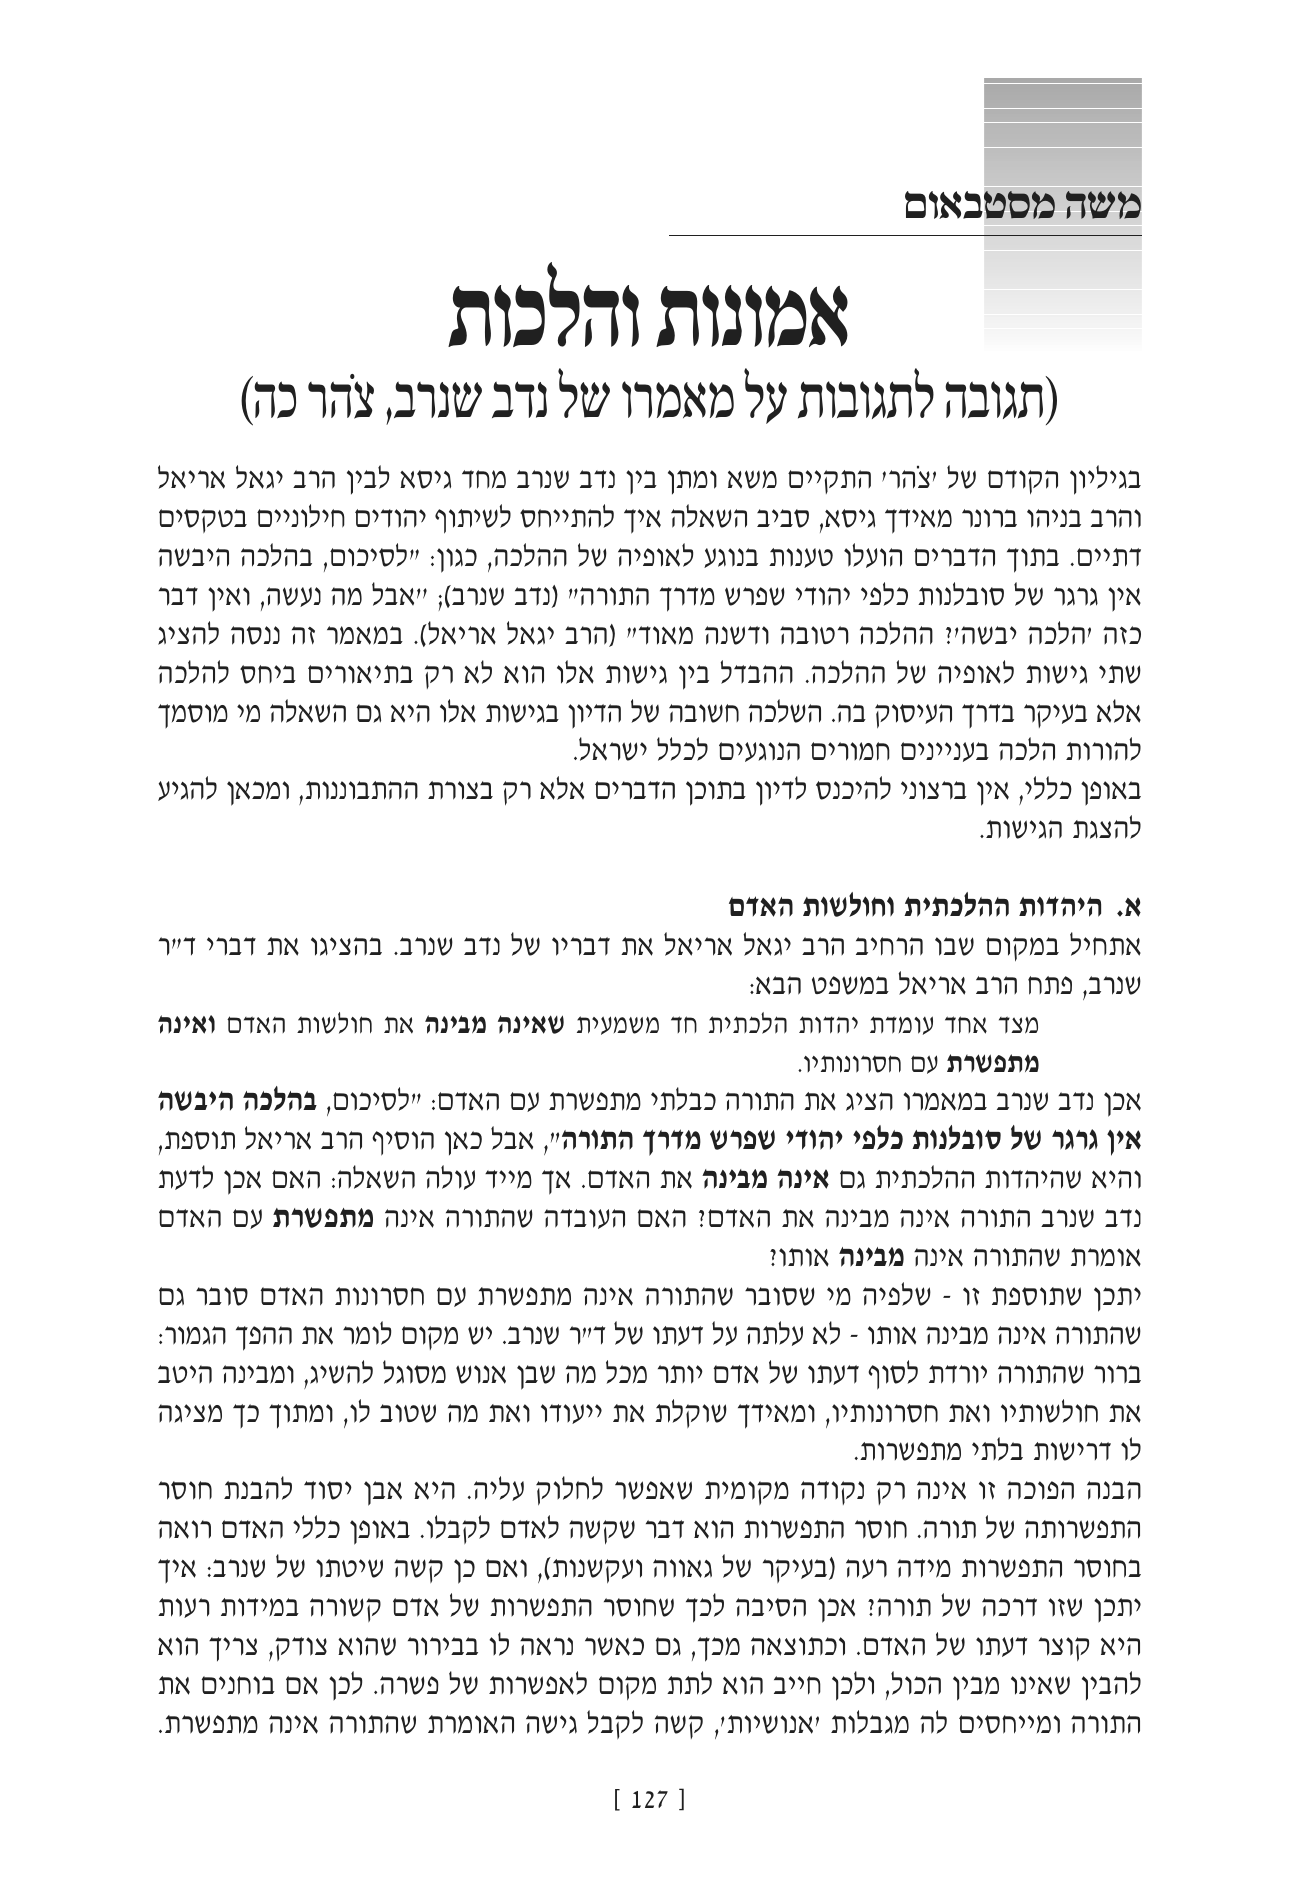 משה מסטבאום
אמונות והלכות
(תגובה לתגובות על מאמרו של נדב שנרב, צֹהר כה)
בגיליון הקודם של 'צֹהר' התקיים משא ומתן בין נדב שנרב מחד גיסא לבין הרב יגאל אריאל
והרב בניהו ברונר מאידך גיסא, סביב השאלה איך להתייחס לשיתוף יהודים חילוניים בטקסים
דתיים. בתוך הדברים הועלו טענות בנוגע לאופיה של ההלכה, כגון: "לסיכום, בהלכה היבשה
אין גרגר של סובלנות כלפי יהודי שפרש מדרך התורה" (נדב שנרב); "אבל מה נעשה, ואין דבר
כזה 'הלכה יבשה'? ההלכה רטובה ודשנה מאוד" (הרב יגאל אריאל). במאמר זה ננסה להציג
שתי גישות לאופיה של ההלכה. ההבדל בין גישות אלו הוא לא רק בתיאורים ביחס להלכה
אלא בעיקר בדרך העיסוק בה. השלכה חשובה של הדיון בגישות אלו היא גם השאלה מי מוסמך
להורות הלכה בעניינים חמורים הנוגעים לכלל ישראל.
באופן כללי, אין ברצוני להיכנס לדיון בתוכן הדברים אלא רק בצורת ההתבוננות, ומכאן להגיע
להצגת הגישות.
א. היהדות ההלכתית וחולשות האדם
אתחיל במקום שבו הרחיב הרב יגאל אריאל את דבריו של נדב שנרב. בהציגו את דברי ד"ר
שנרב, פתח הרב אריאל במשפט הבא:
מצד אחד עומדת יהדות הלכתית חד משמעית שאינה מבינה את חולשות האדם ואינה
מתפשרת עם חסרונותיו.
אכן נדב שנרב במאמרו הציג את התורה כבלתי מתפשרת עם האדם: "לסיכום, בהלכה היבשה
אין גרגר של סובלנות כלפי יהודי שפרש מדרך התורה", אבל כאן הוסיף הרב אריאל תוספת,
והיא שהיהדות ההלכתית גם אינה מבינה את האדם. אך מייד עולה השאלה: האם אכן לדעת
נדב שנרב התורה אינה מבינה את האדם? האם העובדה שהתורה אינה מתפשרת עם האדם
אומרת שהתורה אינה מבינה אותו?
יתכן שתוספת זו - שלפיה מי שסובר שהתורה אינה מתפשרת עם חסרונות האדם סובר גם
שהתורה אינה מבינה אותו - לא עלתה על דעתו של ד"ר שנרב. יש מקום לומר את ההפך הגמור:
ברור שהתורה יורדת לסוף דעתו של אדם יותר מכל מה שבן אנוש מסוגל להשיג, ומבינה היטב
את חולשותיו ואת חסרונותיו, ומאידך שוקלת את ייעודו ואת מה שטוב לו, ומתוך כך מציגה
לו דרישות בלתי מתפשרות.
הבנה הפוכה זו אינה רק נקודה מקומית שאפשר לחלוק עליה. היא אבן יסוד להבנת חוסר
התפשרותה של תורה. חוסר התפשרות הוא דבר שקשה לאדם לקבלו. באופן כללי האדם רואה
בחוסר התפשרות מידה רעה (בעיקר של גאווה ועקשנות), ואם כן קשה שיטתו של שנרב: איך
יתכן שזו דרכה של תורה? אכן הסיבה לכך שחוסר התפשרות של אדם קשורה במידות רעות
היא קוצר דעתו של האדם. וכתוצאה מכך, גם כאשר נראה לו בבירור שהוא צודק, צריך הוא
להבין שאינו מבין הכול, ולכן חייב הוא לתת מקום לאפשרות של פשרה. לכן אם בוחנים את
התורה ומייחסים לה מגבלות 'אנושיות', קשה לקבל גישה האומרת שהתורה אינה מתפשרת.
[ 127 ]